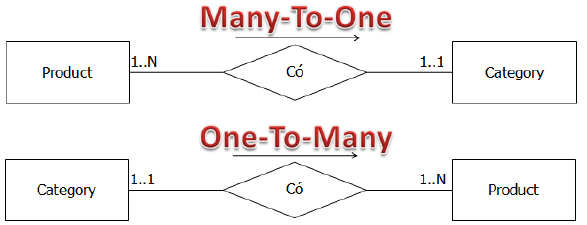 Many-To-One
Product 1..N Có 1..1 Category
One-To-Many
Category 1..1 Có 1..N Product